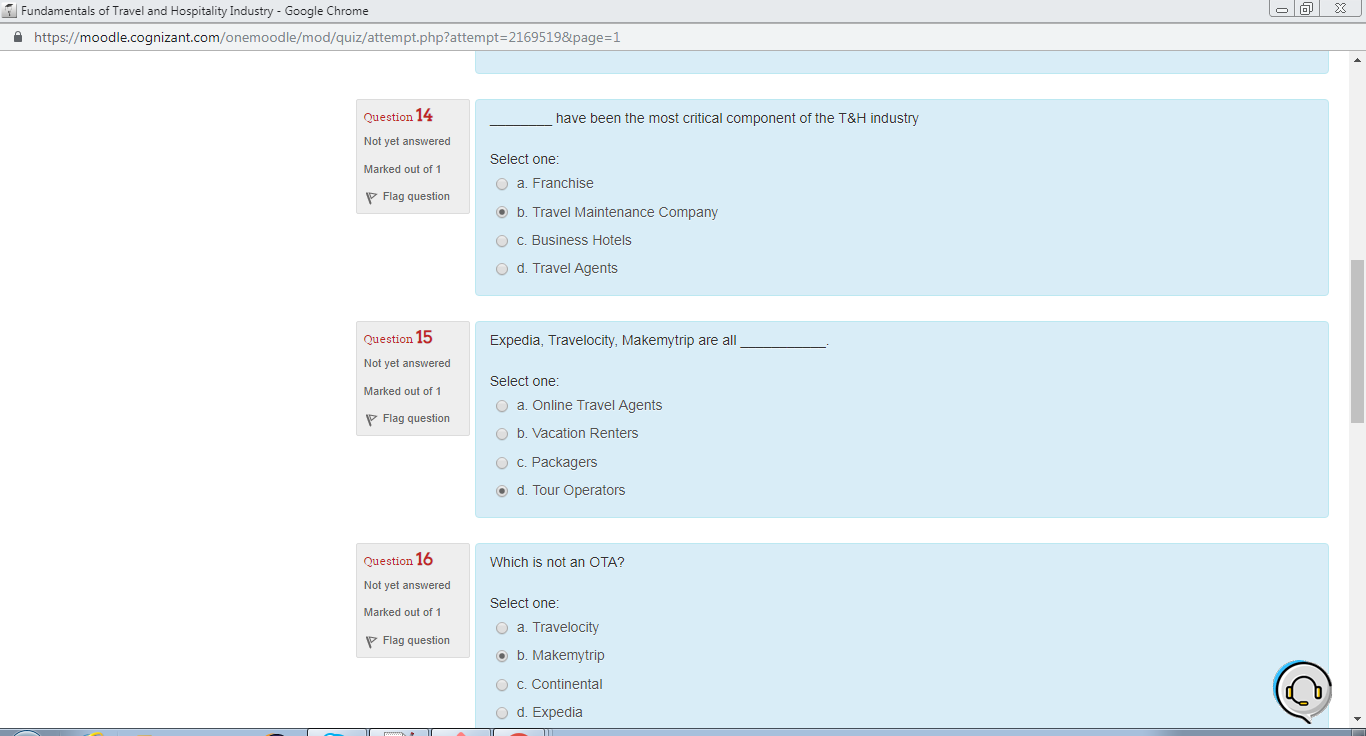 Fundamentals of Travel and Hospitality Industry - Google Chrome
https://moodle.cognizant.com/onemoodle/mod/quiz/attempt.php?attempt=2169519&page=1
Question 14
Not yet answered
Marked out of 1
Flag question
________ have been the most critical component of the T&H industry
Select one:
a. Franchise
b. Travel Maintenance Company
c. Business Hotels
d. Travel Agents
Question 15
Not yet answered
Marked out of 1
Flag question
Expedia, Travelocity, Makemytrip are all ___________.
Select one:
a. Online Travel Agents
b. Vacation Renters
c. Packagers
d. Tour Operators
Question 16
Not yet answered
Marked out of 1
Flag question
Which is not an OTA?
Select one:
a. Travelocity
b. Makemytrip
c. Continental
d. Expedia